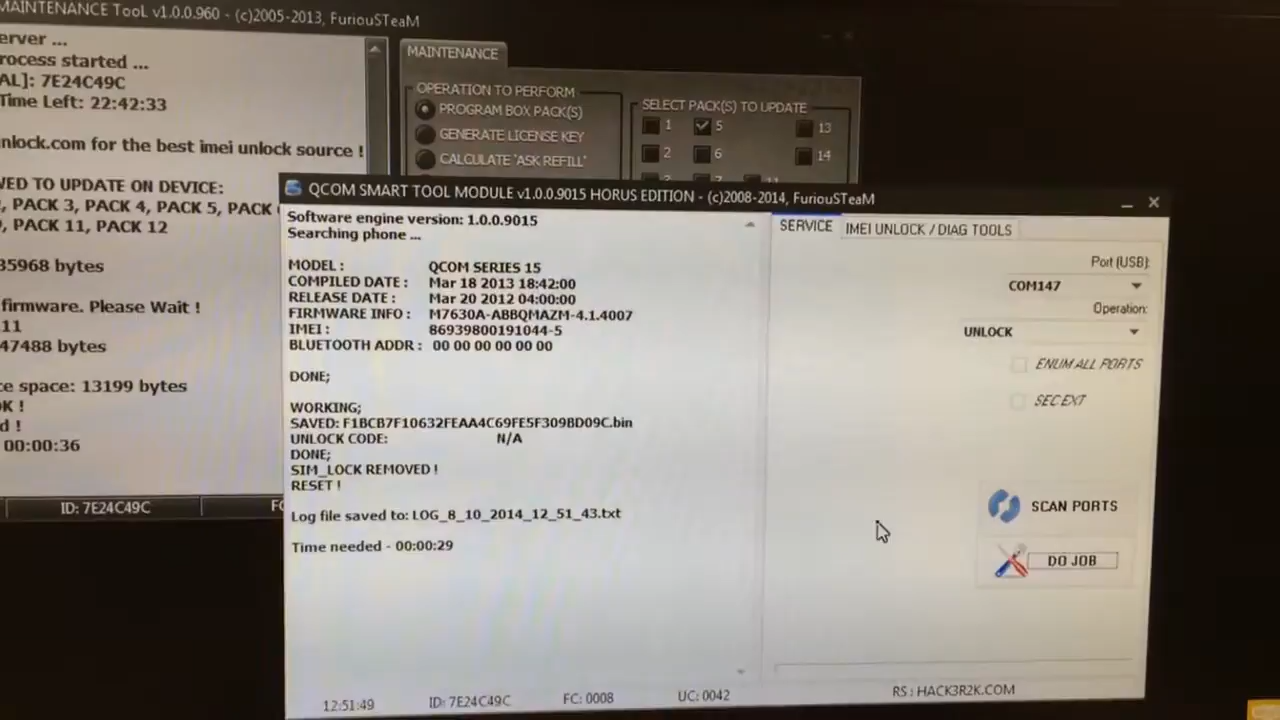 MAINTENANCE TooL v1.0.0.960 - (c)2005-2013, FuriouSTeaM
erver ...
rocess started ...
AL]: 7E24C49C
Time Left: 22:42:33
nlock.com for the best imei unlock source !
WED TO UPDATE ON DEVICE:
, PACK 3, PACK 4, PACK 5, PACK
, PACK 11, PACK 12
35968 bytes
firmware. Please Wait !
11
47488 bytes
ce space: 13199 bytes
OK !
d !
00:00:36
ID: 7E24C49C
MAINTENANCE
OPERATION TO PERFORM
PROGRAM BOX PACK(S)
GENERATE LICENSE KEY
CALCULATE 'ASK REFILL'
SELECT PACK(S) TO UPDATE
1 5 13
2 6 14
QCOM SMART TOOL MODULE v1.0.0.9015 HORUS EDITION - (c)2008-2014, FuriouSTeaM
Software engine version: 1.0.0.9015
Searching phone ...
MODEL : QCOM SERIES 15
COMPILED DATE : Mar 18 2013 18:42:00
RELEASE DATE : Mar 20 2012 04:00:00
FIRMWARE INFO : M7630A-ABBQMAZM-4.1.4007
IMEI : 86939800191044-5
BLUETOOTH ADDR : 00 00 00 00 00 00
DONE;
WORKING;
SAVED: F1BCB7F10632FEAA4C69FE5F309BD09C.bin
UNLOCK CODE: N/A
DONE;
SIM_LOCK REMOVED !
RESET !
Log file saved to: LOG_8_10_2014_12_51_43.txt
Time needed - 00:00:29
SERVICE
IMEI UNLOCK / DIAG TOOLS
Port (USB):
COM147
Operation:
UNLOCK
ENUM ALL PORTS
SEC EXT
SCAN PORTS
DO JOB
12:51:49
ID: 7E24C49C
FC: 0008
UC: 0042
RS : HACK3R2K.COM